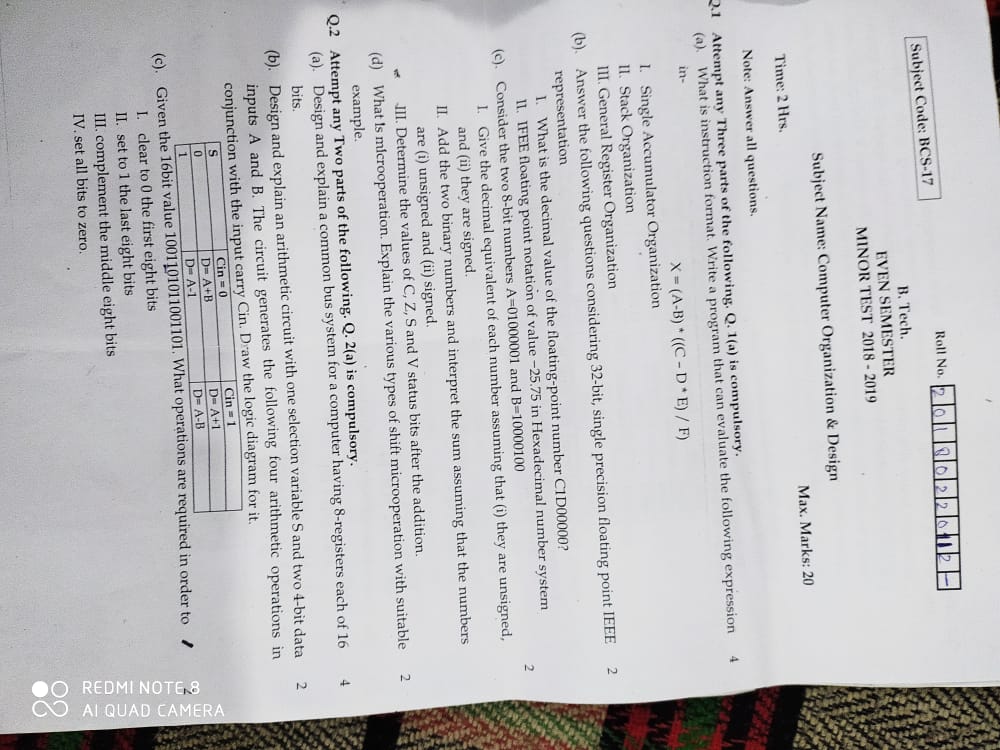 Subject Code: BCS-17
Roll No. 2018022012-
B. Tech.
EVEN SEMESTER
MINOR TEST 2018 - 2019
Subject Name: Computer Organization & Design
Time: 2 Hrs.
Max. Marks: 20
Note: Answer all questions.
Q.1 Attempt any Three parts of the following. Q. 1(a) is compulsory.
(a). What is instruction format. Write a program that can evaluate the following expression 4
in-
X = (A-B) * ((C – D * E) / F)
I. Single Accumulator Organization
II. Stack Organization
III. General Register Organization
(b). Answer the following questions considering 32-bit, single precision floating point IEEE 2
representation
I. What is the decimal value of the floating-point number C1D00000?
II. IFEE floating point notation of value −25.75 in Hexadecimal number system
(c). Consider the two 8-bit numbers A=01000001 and B=10000100 2
I. Give the decimal equivalent of each number assuming that (i) they are unsigned,
and (ii) they are signed.
II. Add the two binary numbers and interpret the sum assuming that the numbers
are (i) unsigned and (ii) signed.
III. Determine the values of C, Z, S and V status bits after the addition.
(d) What is microoperation. Explain the various types of shift microoperation with suitable 2
example.
Q.2 Attempt any Two parts of the following. Q. 2(a) is compulsory.
(a). Design and explain a common bus system for a computer having 8-registers each of 16 4
bits.
(b). Design and explain an arithmetic circuit with one selection variable S and two 4-bit data 2
inputs A and B. The circuit generates the following four arithmetic operations in
conjunction with the input carry Cin. Draw the logic diagram for it.
S Cin = 0 Cin = 1
0 D= A+B D= A+1
1 D= A-1 D= A-B
(c). Given the 16bit value 1001101011001101. What operations are required in order to 2
I. clear to 0 the first eight bits
II. set to 1 the last eight bits
III. complement the middle eight bits
IV. set all bits to zero.
REDMI NOTE 8
AI QUAD CAMERA